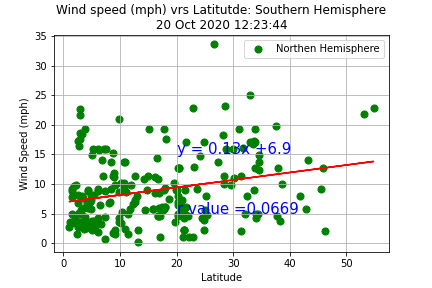 Wind speed (mph) vrs Latitutde: Southern Hemisphere
20 Oct 2020 12:23:44
35
30
25
20
15
10
5
0
Wind Speed (mph)
Northen Hemisphere
y = 0.13x +6.9
r-value =0.0669
0 10 20 30 40 50
Latitude